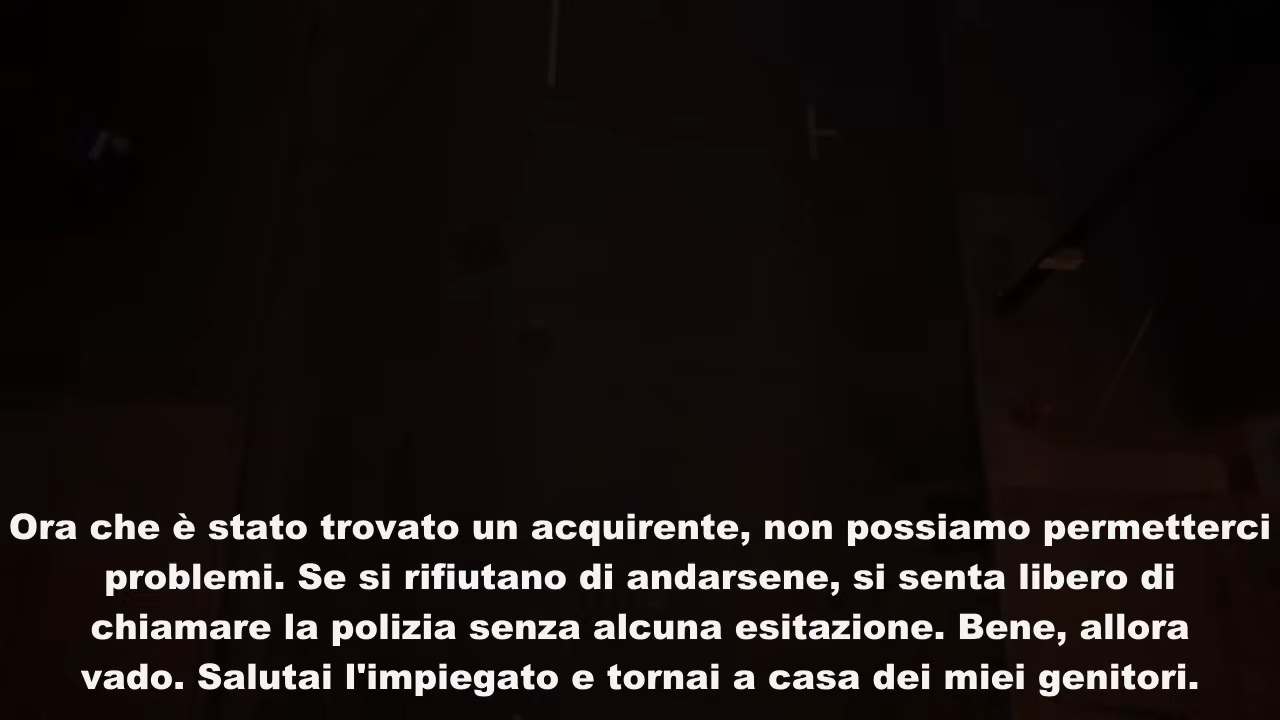 Ora che è stato trovato un acquirente, non possiamo permetterci
problemi. Se si rifiutano di andarsene, si senta libero di
chiamare la polizia senza alcuna esitazione. Bene, allora
vado. Salutai l'impiegato e tornai a casa dei miei genitori.